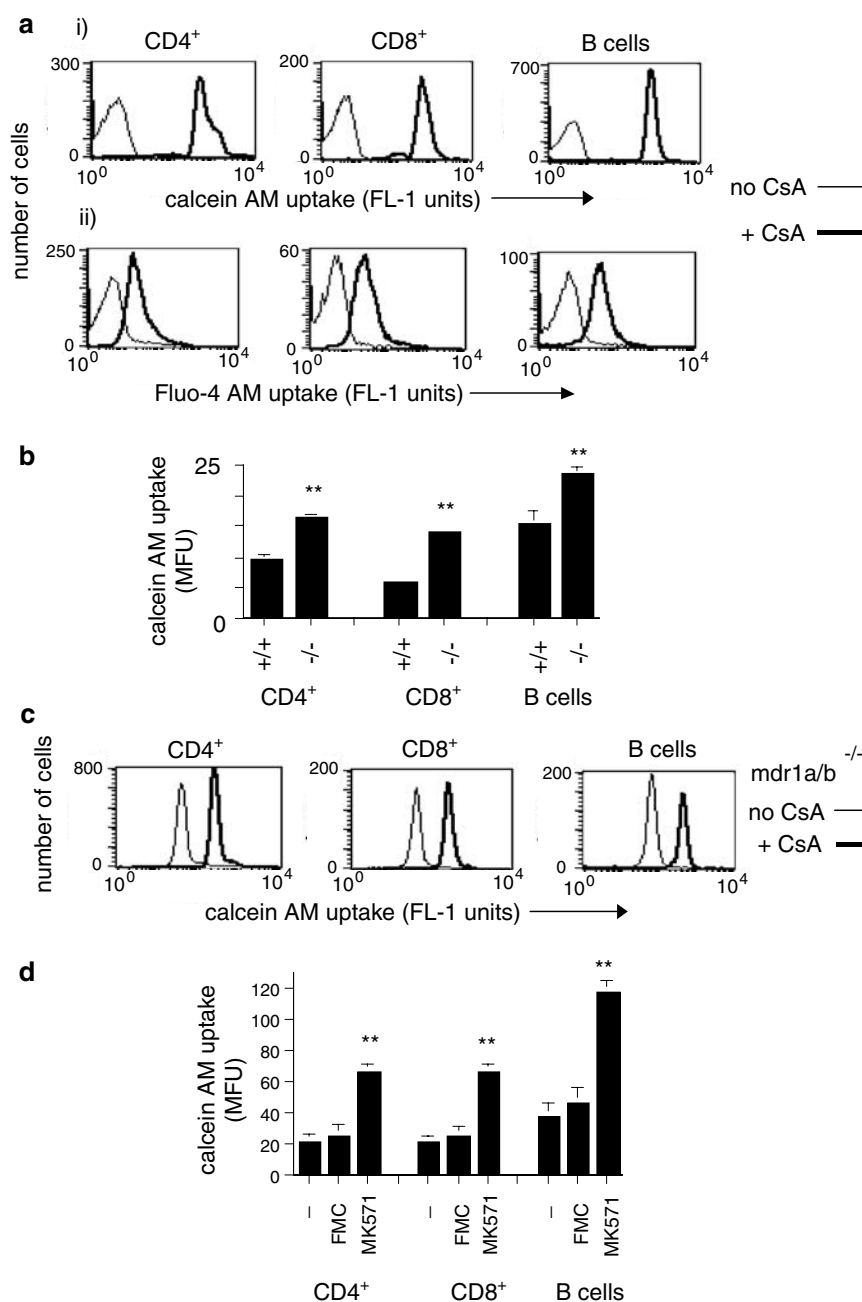 a
i)
CD4+ CD8+ B cells
number of cells
300 0 200 0 700 0
10^0 10^4 10^0 10^4 10^0 10^4
calcein AM uptake (FL-1 units)
no CsA
+ CsA
ii)
250 0 60 0 100 0
10^0 10^4 10^0 10^4 10^0 10^4
Fluo-4 AM uptake (FL-1 units)
b
calcein AM uptake
(MFU)
25
0
** ** **
+/+ -/- +/+ -/- +/+ -/-
CD4+ CD8+ B cells
c
CD4+ CD8+ B cells
number of cells
800 0 200 0 200 0
10^0 10^4 10^0 10^4 10^0 10^4
calcein AM uptake (FL-1 units)
mdr1a/b -/-
no CsA
+ CsA
d
calcein AM uptake
(MFU)
120
100
80
60
40
20
0
** ** **
– FMC MK571 – FMC MK571 – FMC MK571
CD4+ CD8+ B cells